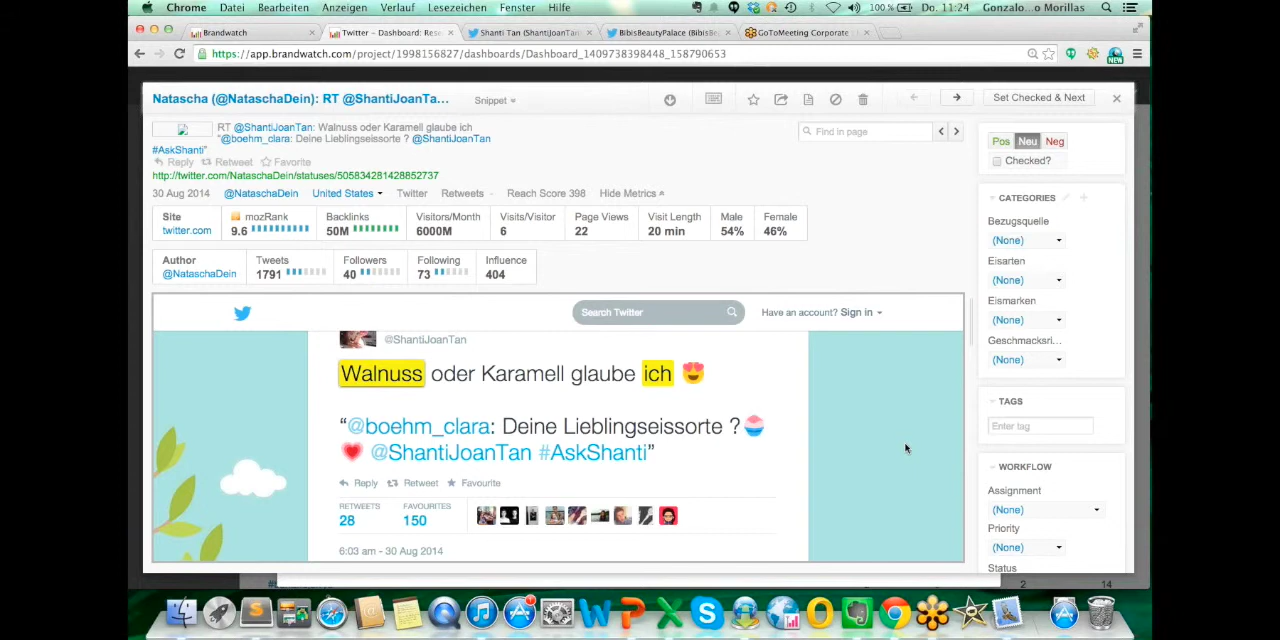 Chrome Datei Bearbeiten Anzeigen Verlauf Lesezeichen Fenster Hilfe 100 % Do. 11:24 Gonzalo...o Morillas
Brandwatch
Twitter – Dashboard: Res
Shanti Tan (ShantiJoanTan
BibisBeautyPalace (BibisBe
GoToMeeting Corporate
https://app.brandwatch.com/project/1998156827/dashboards/Dashboard_1409738398448_158790653
NEW
Natascha (@NataschaDein): RT @ShantiJoanTa... Snippet Set Checked & Next
RT @ShantiJoanTan: Walnuss oder Karamell glaube ich
"@boehm_clara: Deine Lieblingseissorte ? @ShantiJoanTan
#AskShanti"
Reply Retweet Favorite
http://twitter.com/NataschaDein/statuses/505834281428852737
30 Aug 2014 @NataschaDein United States Twitter Retweets Reach Score 398 Hide Metrics
Find in page
Site mozRank Backlinks Visitors/Month Visits/Visitor Page Views Visit Length Male Female
twitter.com 9.6 50M 6000M 6 22 20 min 54% 46%
Author Tweets Followers Following Influence
@NataschaDein 1791 40 73 404
Search Twitter Have an account? Sign in
@ShantiJoanTan
Walnuss oder Karamell glaube ich 😍
“@boehm_clara: Deine Lieblingseissorte ?🍧
💗 @ShantiJoanTan #AskShanti”
Reply Retweet Favourite
RETWEETS FAVOURITES
28 150
6:03 am - 30 Aug 2014
Pos Neu Neg
Checked?
CATEGORIES
Bezugsquelle
(None)
Eisarten
(None)
Eismarken
(None)
Geschmacksri...
(None)
TAGS
Enter tag
WORKFLOW
Assignment
(None)
Priority
(None)
Status
2 14